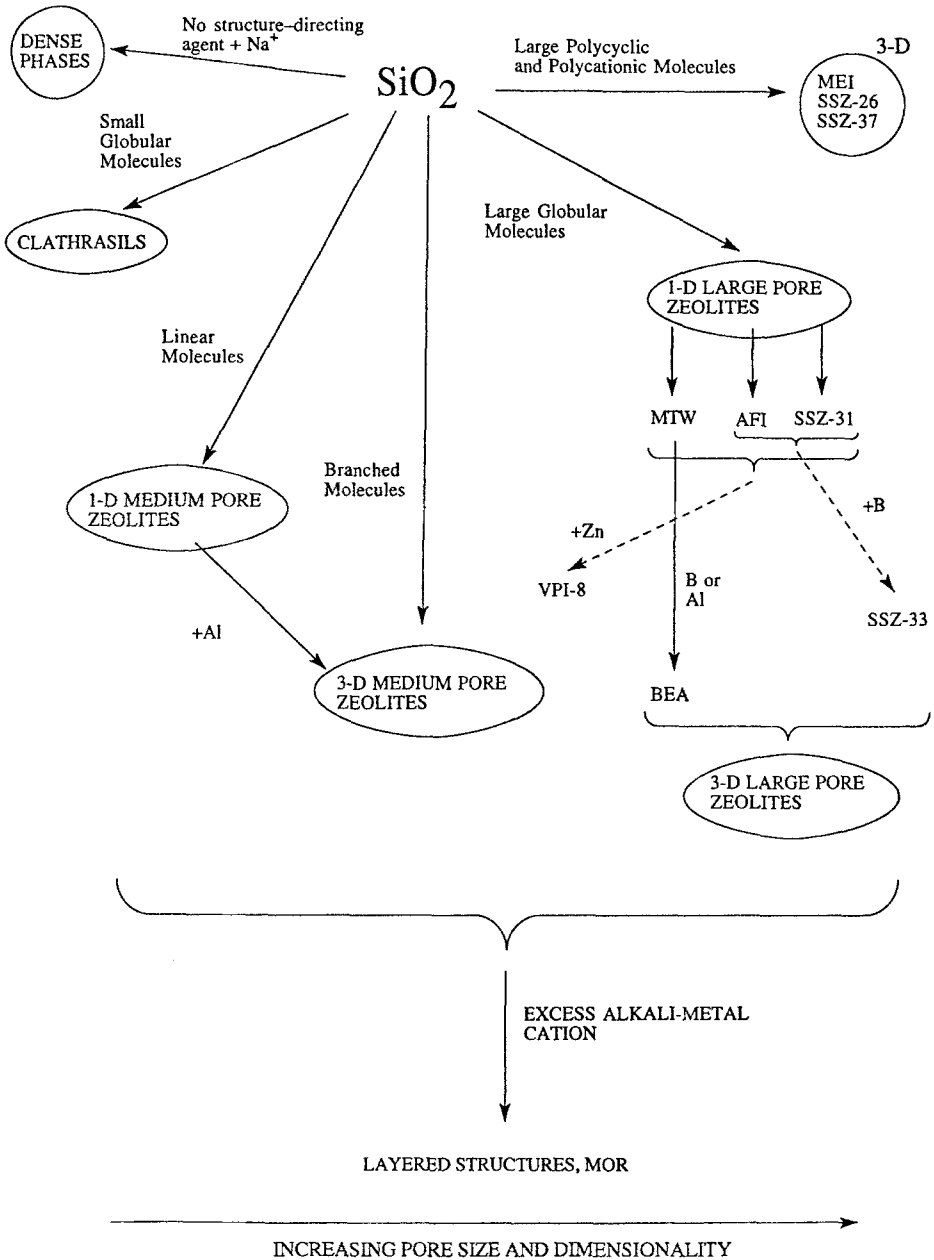 DENSE
PHASES
No structure-directing
agent + Na+
SiO2
Large Polycyclic
and Polycationic Molecules
3-D
MEI
SSZ-26
SSZ-37
Small
Globular
Molecules
CLATHRASILS
Large Globular
Molecules
1-D LARGE PORE
ZEOLITES
Linear
Molecules
MTW
AFI
SSZ-31
Branched
Molecules
1-D MEDIUM PORE
ZEOLITES
+Zn
+B
VPI-8
B or
Al
SSZ-33
+Al
3-D MEDIUM PORE
ZEOLITES
BEA
3-D LARGE PORE
ZEOLITES
EXCESS ALKALI-METAL
CATION
LAYERED STRUCTURES, MOR
INCREASING PORE SIZE AND DIMENSIONALITY